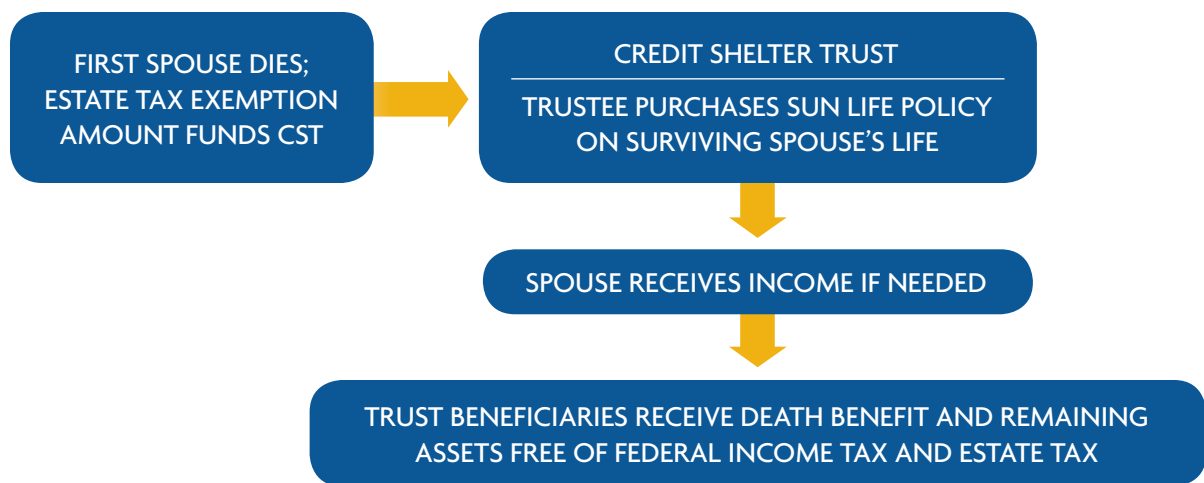 FIRST SPOUSE DIES;
ESTATE TAX EXEMPTION
AMOUNT FUNDS CST
CREDIT SHELTER TRUST
TRUSTEE PURCHASES SUN LIFE POLICY
ON SURVIVING SPOUSE’S LIFE
SPOUSE RECEIVES INCOME IF NEEDED
TRUST BENEFICIARIES RECEIVE DEATH BENEFIT AND REMAINING
ASSETS FREE OF FEDERAL INCOME TAX AND ESTATE TAX